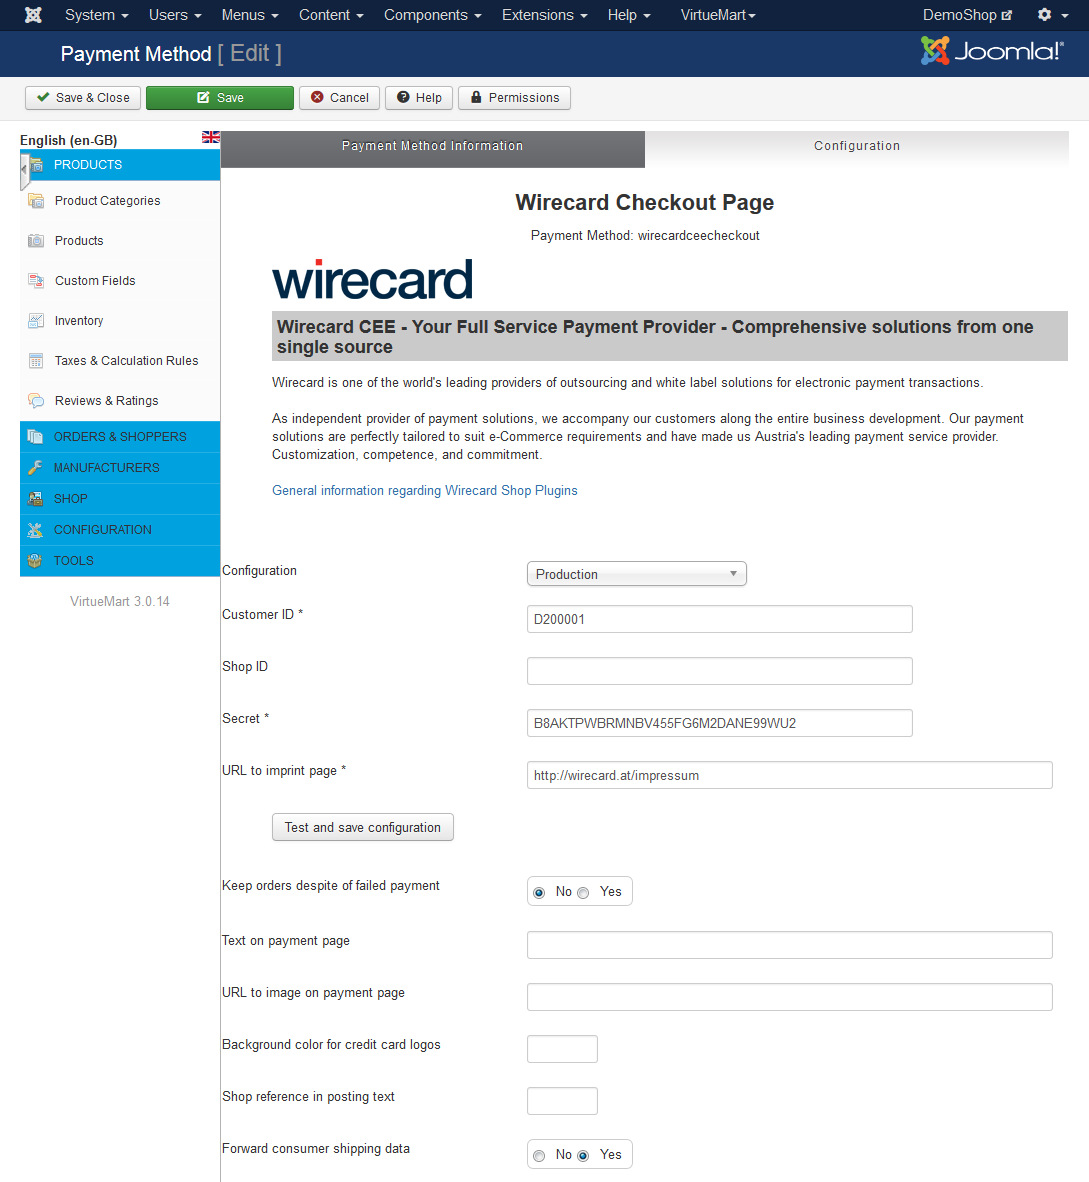 System Users Menus Content Components Extensions Help VirtueMart DemoShop
Payment Method [ Edit ] Joomla!®
Save & Close Save Cancel Help Permissions
English (en-GB)
PRODUCTS
Product Categories
Products
Custom Fields
Inventory
Taxes & Calculation Rules
Reviews & Ratings
ORDERS & SHOPPERS
MANUFACTURERS
SHOP
CONFIGURATION
TOOLS
VirtueMart 3.0.14
Payment Method Information Configuration
Wirecard Checkout Page
Payment Method: wirecardceecheckout
wirecard
Wirecard CEE - Your Full Service Payment Provider - Comprehensive solutions from one
single source
Wirecard is one of the world's leading providers of outsourcing and white label solutions for electronic payment transactions.
As independent provider of payment solutions, we accompany our customers along the entire business development. Our payment
solutions are perfectly tailored to suit e-Commerce requirements and have made us Austria's leading payment service provider.
Customization, competence, and commitment.
General information regarding Wirecard Shop Plugins
Configuration Production
Customer ID * D200001
Shop ID
Secret * B8AKTPWBRMNBV455FG6M2DANE99WU2
URL to imprint page * http://wirecard.at/impressum
Test and save configuration
Keep orders despite of failed payment No Yes
Text on payment page
URL to image on payment page
Background color for credit card logos
Shop reference in posting text
Forward consumer shipping data No Yes